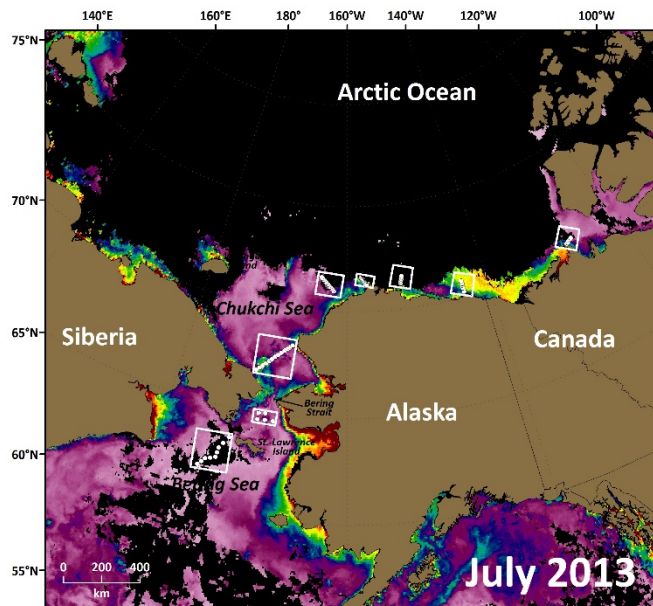 140°E 160°E 180° 160°W 140°W 120°W 100°W
75°N
Arctic Ocean
70°N
Chukchi Sea
65°N
Siberia
Canada
Bering
Strait
Alaska
St. Lawrence
Island
60°N
Bering Sea
0 200 400
km
July 2013
55°N